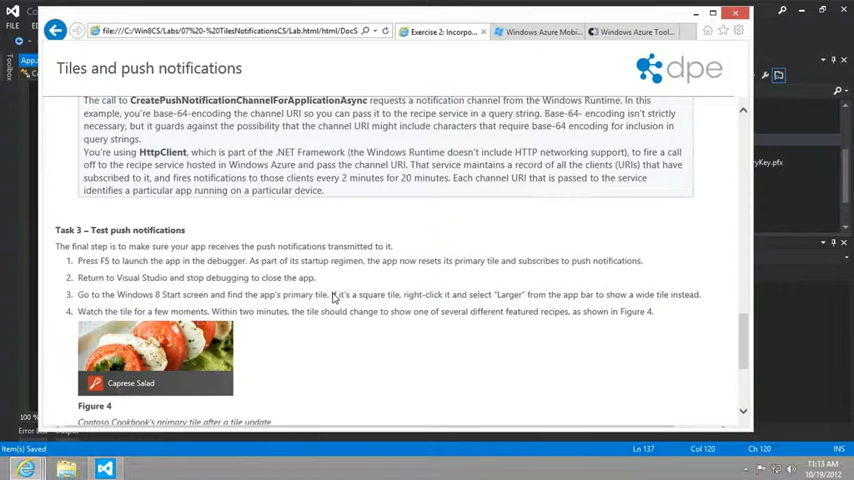 FILE
file:///C:/Win8CS/Labs/07%20-%20TilesNotificationsCS/Lab.html/html/DocS
Exercise 2: Incorpo...
Windows Azure Mobi...
Windows Azure Tool...
App.
Toolbox
Tiles and push notifications
dpe
The call to CreatePushNotificationChannelForApplicationAsync requests a notification channel from the Windows Runtime. In this
example, you're base-64-encoding the channel URI so you can pass it to the recipe service in a query string. Base-64- encoding isn't strictly
necessary, but it guards against the possibility that the channel URI might include characters that require base-64-encoding for inclusion in
query strings.
You're using HttpClient, which is part of the .NET Framework (the Windows Runtime doesn't include HTTP networking support), to fire a call
off to the recipe service hosted in Windows Azure and pass the channel URI. That service maintains a record of all the clients (URIs) that have
subscribed to it, and fires notifications to those clients every 2 minutes for 20 minutes. Each channel URI that is passed to the service
identifies a particular app running on a particular device.
yKey.pfx
Task 3 – Test push notifications
The final step is to make sure your app receives the push notifications transmitted to it.
1. Press F5 to launch the app in the debugger. As part of its startup regimen, the app now resets its primary tile and subscribes to push notifications.
2. Return to Visual Studio and stop debugging to close the app.
3. Go to the Windows 8 Start screen and find the app's primary tile. If it's a square tile, right-click it and select "Larger" from the app bar to show a wide tile instead.
4. Watch the tile for a few moments. Within two minutes, the tile should change to show one of several different featured recipes, as shown in Figure 4.
Caprese Salad
Figure 4
Contoso Cookbook's primary tile after a tile update
100 %
Error List
Item(s) Saved
Ln 137
Col 120
Ch 120
INS
11:13 AM
10/19/2012